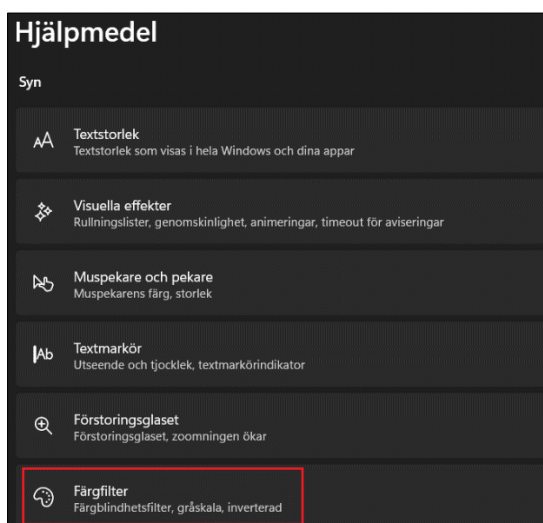 Hjälpmedel
Syn
Textstorlek
Textstorlek som visas i hela Windows och dina appar
Visuella effekter
Rullningslister, genomskinlighet, animeringar, timeout för aviseringar
Muspekare och pekare
Muspekarens färg, storlek
Textmarkör
Utseende och tjocklek, textmarkörindikator
Förstoringsglaset
Förstoringsglaset, zoomningen ökar
Färgfilter
Färgblindhetsfilter, gråskala, inverterad